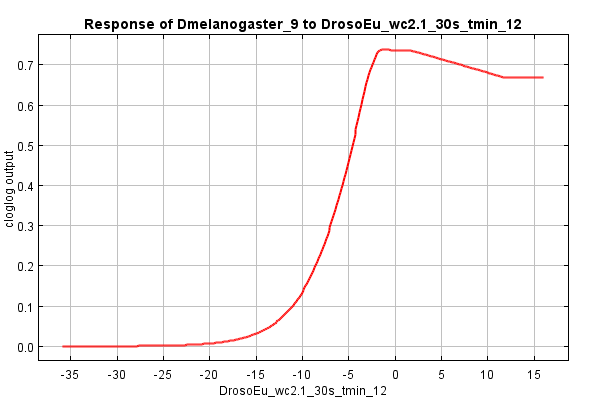 Response of Dmelanogaster_9 to DrosoEu_wc2.1_30s_tmin_12
0.7
0.6
0.5
0.4
0.3
0.2
0.1
0.0
cloglog output
-35 -30 -25 -20 -15 -10 -5 0 5 10 15
DrosoEu_wc2.1_30s_tmin_12